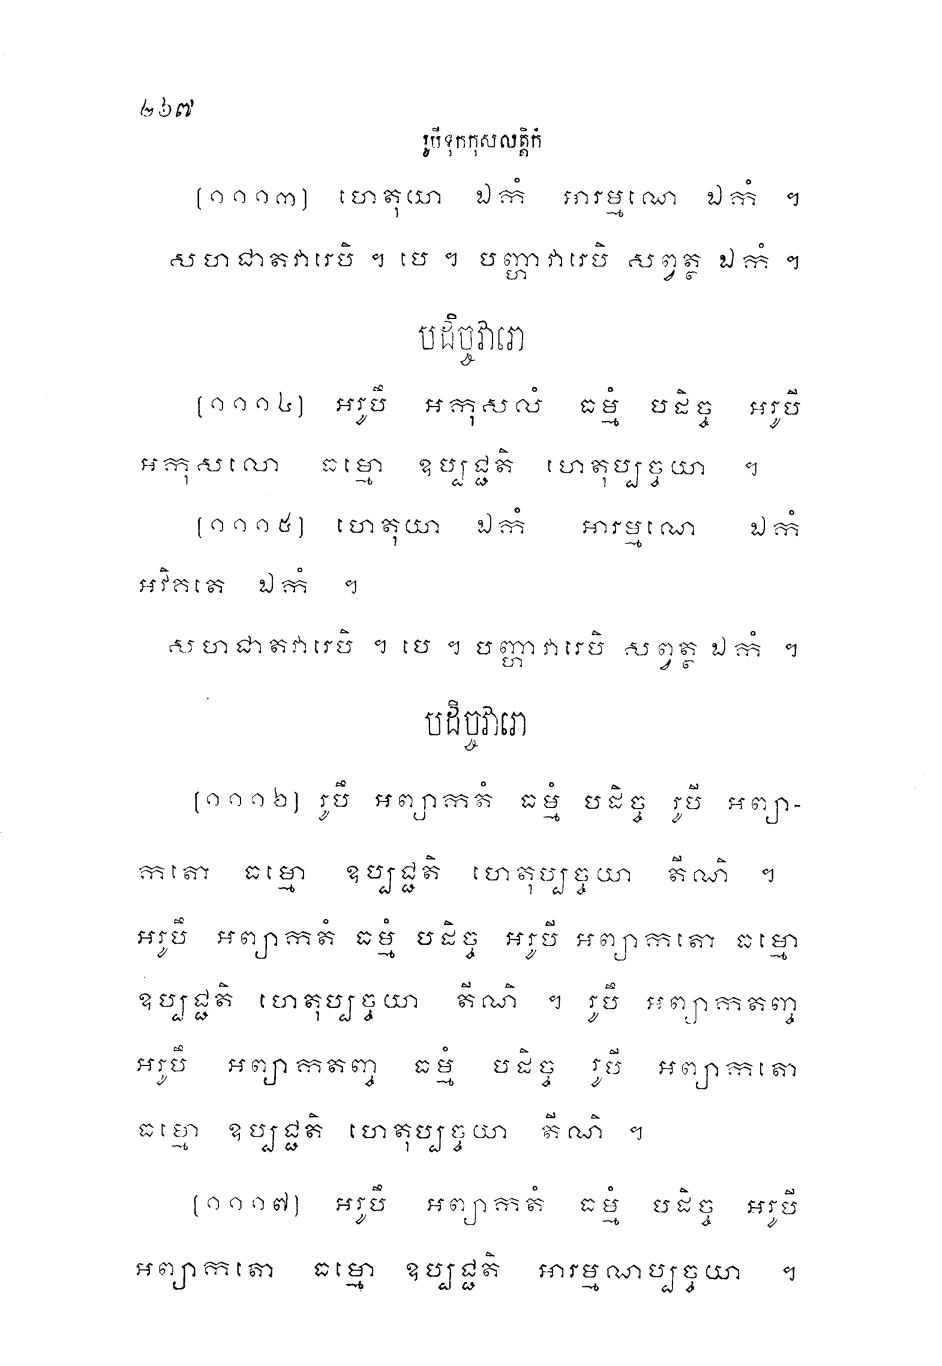 ២៦៧
រូបីទុកកុសលត្តិកំ
[១១១៣] ហេតុយា ឯកំ អារម្មណេ ឯកំ ។
សហជាតវារេបិ ។ បេ ។ បញ្ហាវារេបិ សព្វត្ថ ឯកំ ។
បដិច្ចវារោ
[១១១៤] អរូបឹ អកុសលំ ធម្មំ បដិច្ច អរូបី
អកុសលោ ធម្មោ ឧប្បជ្ជតិ ហេតុប្បច្ចយា ។
[១១១៥] ហេតុយា ឯកំ អារម្មណេ ឯកំ
អវិគតេ ឯកំ ។
សហជាតវារេបិ ។ បេ ។ បញ្ហាវារេបិ សព្វត្ថ ឯកំ ។
បដិច្ចវារោ
[១១១៦] រូបឹ អព្យាកតំ ធម្មំ បដិច្ច រូបី អព្យា-
កតោ ធម្មោ ឧប្បជ្ជតិ ហេតុប្បច្ចយា តីណិ ។
អរូបឹ អព្យាកតំ ធម្មំ បដិច្ច អរូបី អព្យាកតោ ធម្មោ
ឧប្បជ្ជតិ ហេតុប្បច្ចយា តីណិ ។ រូបឹ អព្យាកតញ្ច
អរូបឹ អព្យាកតញ្ច ធម្មំ បដិច្ច រូបី អព្យាកតោ
ធម្មោ ឧប្បជ្ជតិ ហេតុប្បច្ចយា តីណិ ។
[១១១៧] អរូបឹ អព្យាកតំ ធម្មំ បដិច្ច អរូបី
អព្យាកតោ ធម្មោ ឧប្បជ្ជតិ អារម្មណប្បច្ចយា ។